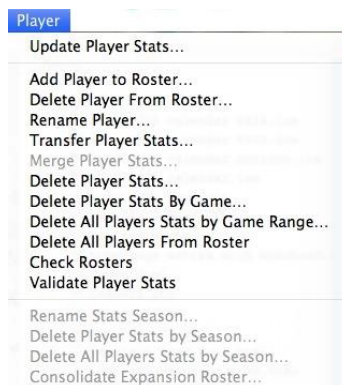 Player
Update Player Stats...
Add Player to Roster...
Delete Player From Roster...
Rename Player...
Transfer Player Stats...
Merge Player Stats...
Delete Player Stats...
Delete Player Stats By Game...
Delete All Players Stats by Game Range...
Delete All Players From Roster
Check Rosters
Validate Player Stats
Rename Stats Season...
Delete Player Stats by Season...
Delete All Players Stats by Season...
Consolidate Expansion Roster...